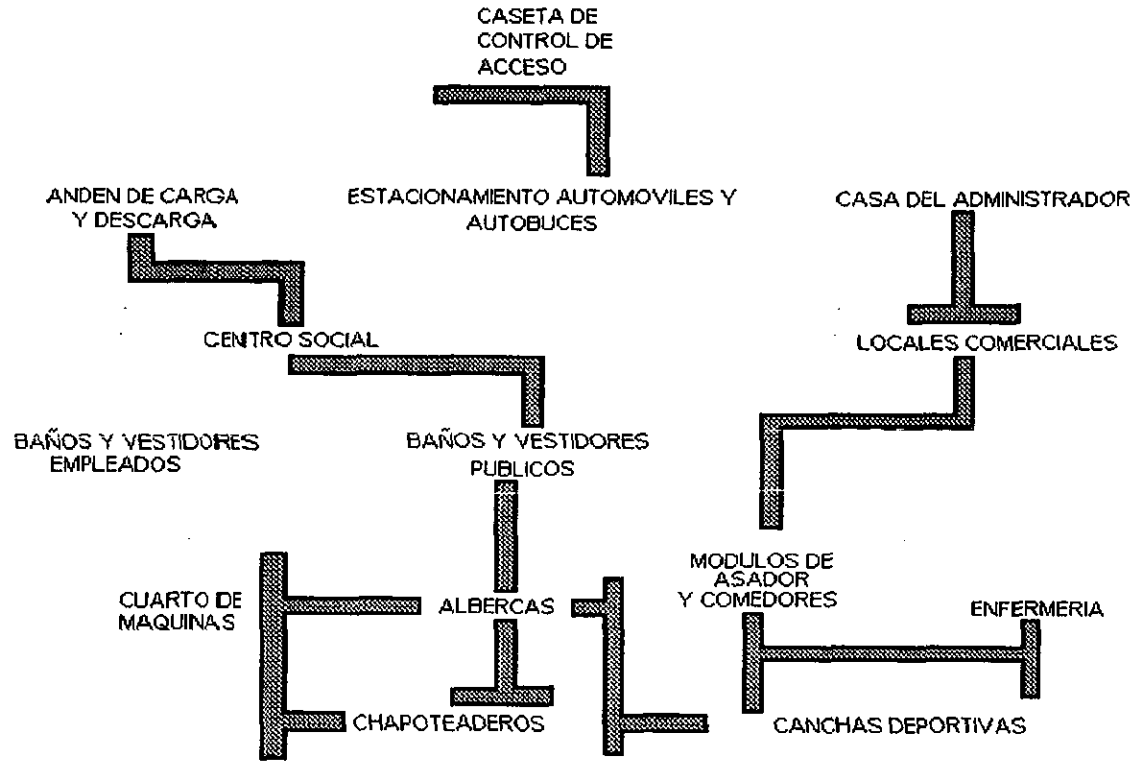 CASETA DE
CONTROL DE
ACCESO
ANDEN DE CARGA
Y DESCARGA
ESTACIONAMIENTO AUTOMOVILES Y
AUTOBUCES
CASA DEL ADMINISTRADOR
CENTRO SOCIAL
LOCALES COMERCIALES
BAÑOS Y VESTIDORES
EMPLEADOS
BAÑOS Y VESTIDORES
PUBLICOS
CUARTO DE
MAQUINAS
ALBERCAS
MODULOS DE
ASADOR
Y COMEDORES
ENFERMERIA
CHAPOTEADEROS
CANCHAS DEPORTIVAS